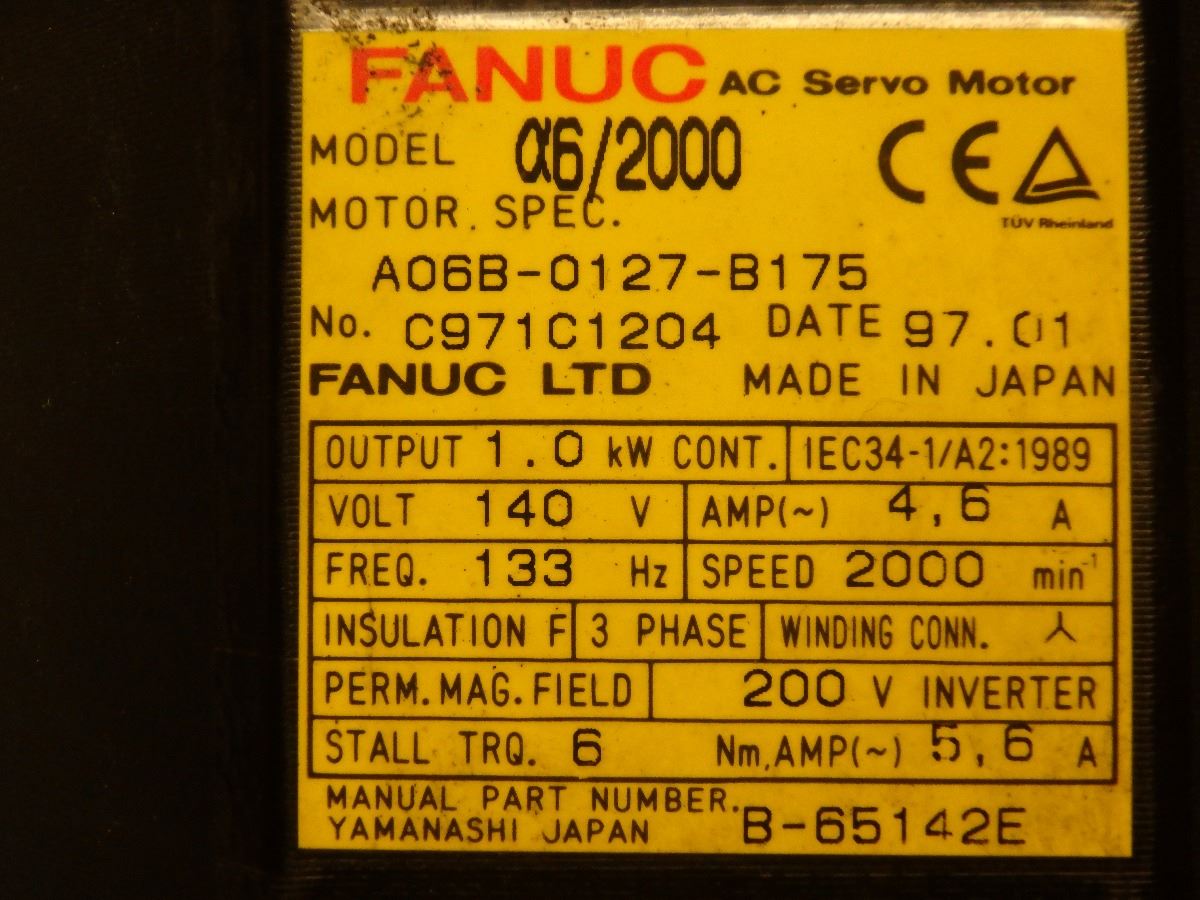 FANUC AC Servo Motor
MODEL α6/2000
CE
TÜV Rheinland
MOTOR. SPEC.
A06B-0127-B175
No. C971C1204 DATE 97.01
FANUC LTD MADE IN JAPAN
OUTPUT 1.0 kW CONT. IEC34-1/A2:1989
VOLT 140 V AMP(~) 4,6 A
FREQ. 133 Hz SPEED 2000 min⁻¹
INSULATION F 3 PHASE WINDING CONN. ⅄
PERM.MAG.FIELD 200 V INVERTER
STALL TRQ. 6 Nm,AMP(~) 5,6 A
MANUAL PART NUMBER.
YAMANASHI JAPAN B-65142E